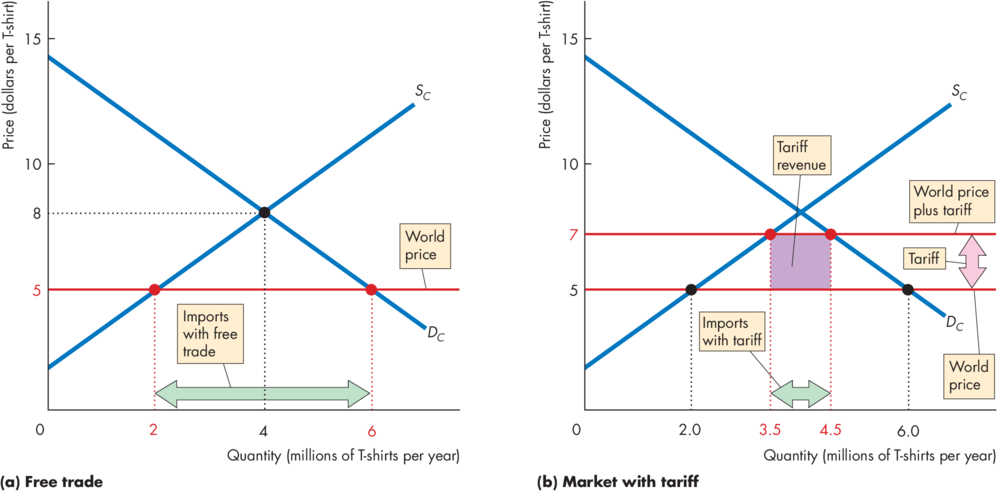 Price (dollars per T-shirt)
15
10
8
5
0
2
4
6
S_C
D_C
World
price
Imports
with free
trade
Quantity (millions of T-shirts per year)
(a) Free trade
Price (dollars per T-shirt)
15
10
7
5
0
2.0
3.5
4.5
6.0
S_C
D_C
Tariff
revenue
World price
plus tariff
Tariff
Imports
with tariff
World
price
Quantity (millions of T-shirts per year)
(b) Market with tariff